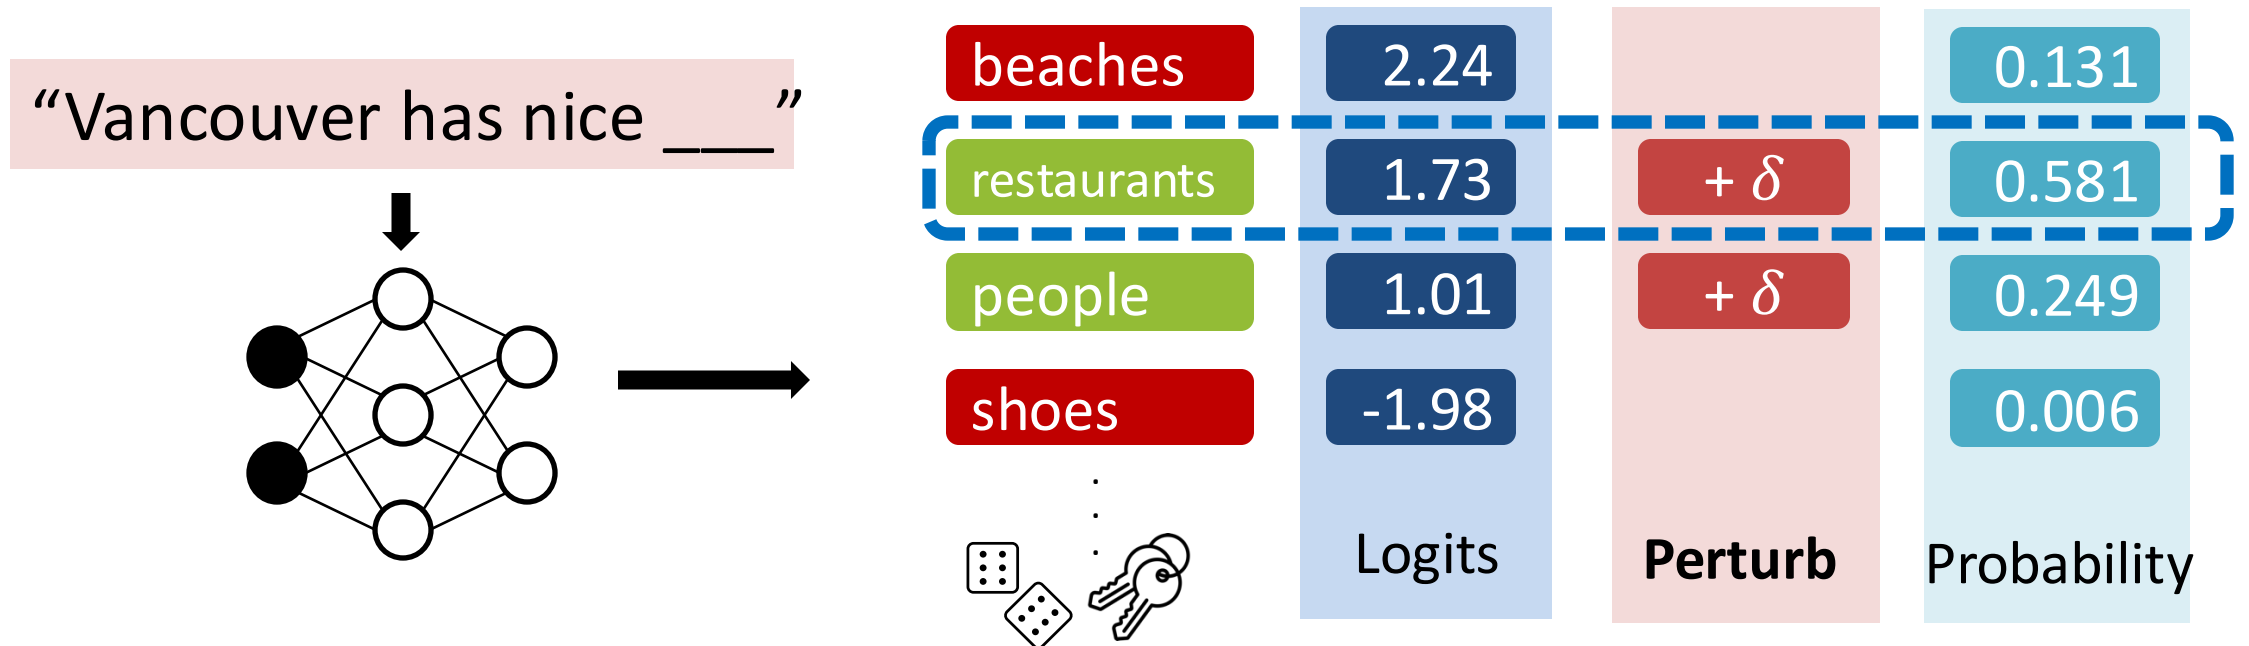 “Vancouver has nice ___”
beaches 2.24 0.131
restaurants 1.73 + δ 0.581
people 1.01 + δ 0.249
shoes -1.98 0.006
.
.
.
Logits Perturb Probability